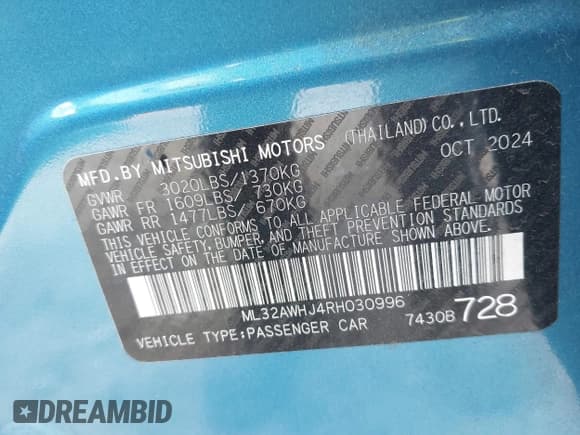 MFD. BY MITSUBISHI MOTORS (THAILAND) CO., LTD.
OCT 2024
GVWR 3020LBS/1370KG
GAWR FR 1609LBS/ 730KG
GAWR RR 1477LBS/ 670KG
THIS VEHICLE CONFORMS TO ALL APPLICABLE FEDERAL MOTOR
VEHICLE SAFETY, BUMPER, AND THEFT PREVENTION STANDARDS
IN EFFECT ON THE DATE OF MANUFACTURE SHOWN ABOVE.
ML32AWHJ4RH030996
VEHICLE TYPE:PASSENGER CAR 7430B 728
DREAMBID